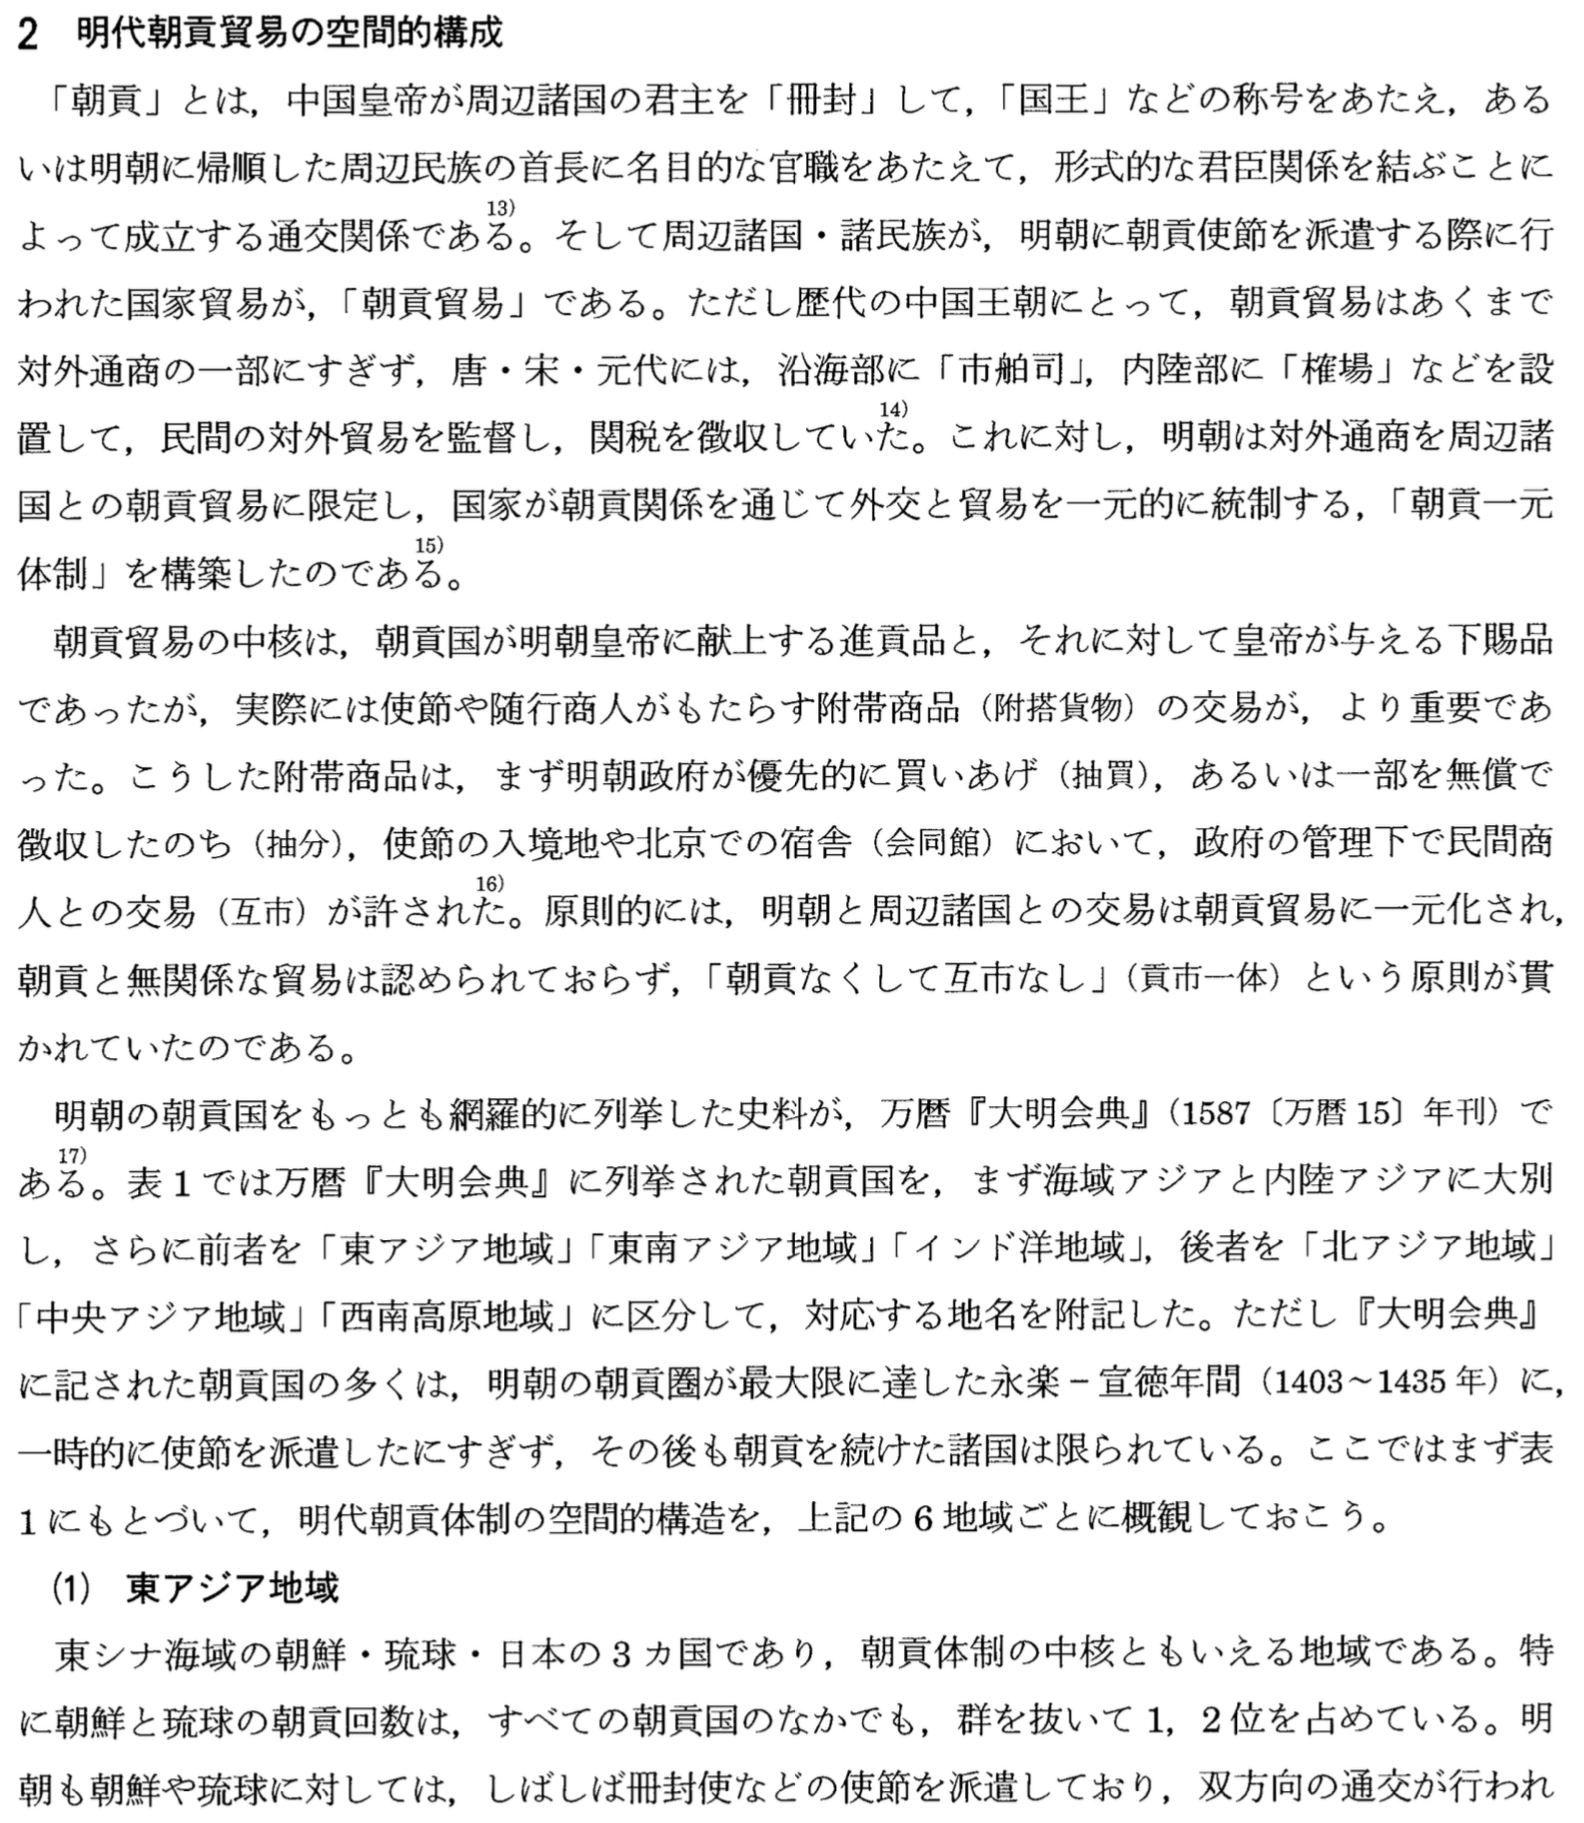 2 明代朝貢貿易の空間的構成
「朝貢」とは，中国皇帝が周辺諸国の君主を「冊封」して，「国王」などの称号をあたえ，ある
いは明朝に帰順した周辺民族の首長に名目的な官職をあたえて，形式的な君臣関係を結ぶことに
よって成立する通交関係である13)。そして周辺諸国・諸民族が，明朝に朝貢使節を派遣する際に行
われた国家貿易が，「朝貢貿易」である。ただし歴代の中国王朝にとって，朝貢貿易はあくまで
対外通商の一部にすぎず，唐・宋・元代には，沿海部に「市舶司」，内陸部に「榷場」などを設
置して，民間の対外貿易を監督し，関税を徴収していた14)。これに対し，明朝は対外通商を周辺諸
国との朝貢貿易に限定し，国家が朝貢関係を通じて外交と貿易を一元的に統制する，「朝貢一元
体制」を構築したのである15)。
朝貢貿易の中核は，朝貢国が明朝皇帝に献上する進貢品と，それに対して皇帝が与える下賜品
であったが，実際には使節や随行商人がもたらす附帯商品（附搭貨物）の交易が，より重要であ
った。こうした附帯商品は，まず明朝政府が優先的に買いあげ（抽買），あるいは一部を無償で
徴収したのち（抽分），使節の入境地や北京での宿舎（会同館）において，政府の管理下で民間商
人との交易（互市）が許された16)。原則的には，明朝と周辺諸国との交易は朝貢貿易に一元化され，
朝貢と無関係な貿易は認められておらず，「朝貢なくして互市なし」（貢市一体）という原則が貫
かれていたのである。
明朝の朝貢国をもっとも網羅的に列挙した史料が，万暦『大明会典』（1587〔万暦15〕年刊）で
ある17)。表1では万暦『大明会典』に列挙された朝貢国を，まず海域アジアと内陸アジアに大別
し，さらに前者を「東アジア地域」「東南アジア地域」「インド洋地域」，後者を「北アジア地域」
「中央アジア地域」「西南高原地域」に区分して，対応する地名を附記した。ただし『大明会典』
に記された朝貢国の多くは，明朝の朝貢圏が最大限に達した永楽－宣徳年間（1403～1435年）に，
一時的に使節を派遣したにすぎず，その後も朝貢を続けた諸国は限られている。ここではまず表
1にもとづいて，明代朝貢体制の空間的構造を，上記の6地域ごとに概観しておこう。
(1) 東アジア地域
東シナ海域の朝鮮・琉球・日本の3ヵ国であり，朝貢体制の中核ともいえる地域である。特
に朝鮮と琉球の朝貢回数は，すべての朝貢国のなかでも，群を抜いて1，2位を占めている。明
朝も朝鮮や琉球に対しては，しばしば冊封使などの使節を派遣しており，双方向の通交が行われ